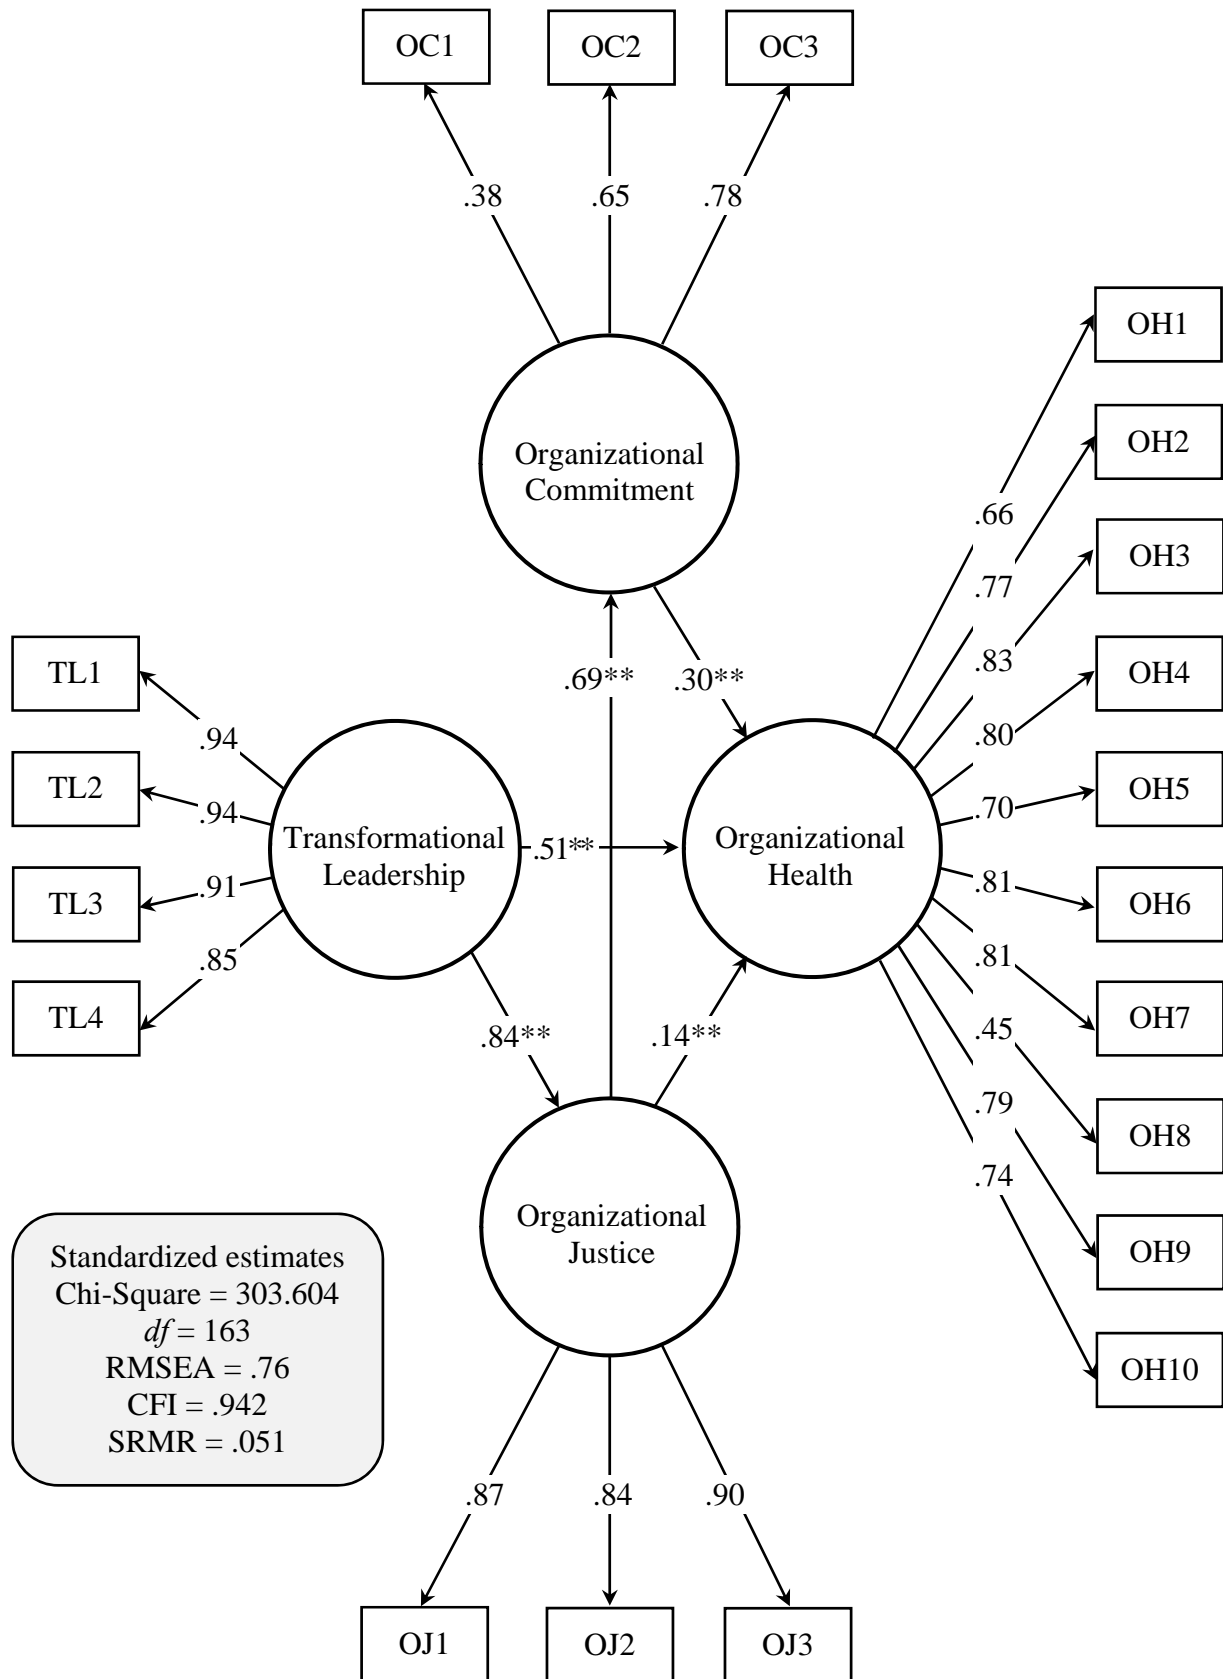 OC1
OC2
OC3
.38
.65
.78
OH1
OH2
OH3
OH4
OH5
OH6
OH7
OH8
OH9
OH10
.66
.77
.83
.80
.70
.81
.81
.45
.79
.74
Organizational
Commitment
.69**
.30**
TL1
TL2
TL3
TL4
.94
.94
.91
.85
Transformational
Leadership
.51**
Organizational
Health
.84**
.14**
Organizational
Justice
Standardized estimates
Chi-Square = 303.604
df = 163
RMSEA = .76
CFI = .942
SRMR = .051
.87
.84
.90
OJ1
OJ2
OJ3